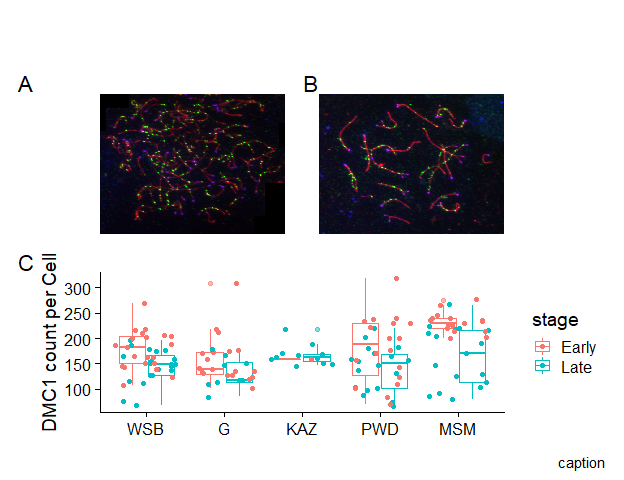 A
B
C
DMC1 count per Cell
300
250
200
150
100
WSB
G
KAZ
PWD
MSM
stage
Early
Late
caption